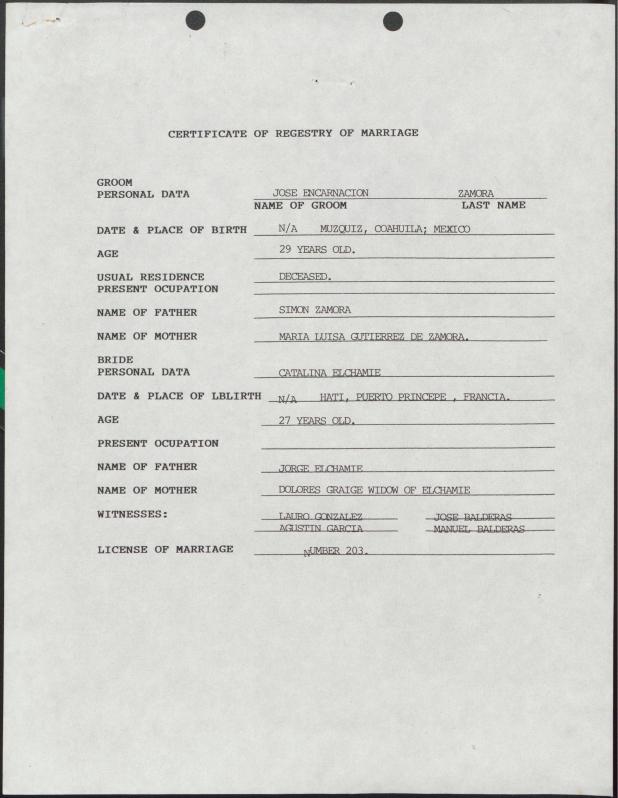 CERTIFICATE OF REGESTRY OF MARRIAGE
GROOM
PERSONAL DATA JOSE ENCARNACION ZAMORA
NAME OF GROOM LAST NAME
DATE & PLACE OF BIRTH N/A MUZQUIZ, COAHUILA; MEXICO
AGE 29 YEARS OLD.
USUAL RESIDENCE DECEASED.
PRESENT OCUPATION
NAME OF FATHER SIMON ZAMORA
NAME OF MOTHER MARIA LUISA GUTIERREZ DE ZAMORA.
BRIDE
PERSONAL DATA CATALINA ELCHAMIE
DATE & PLACE OF LBLIRTH N/A HATI, PUERTO PRINCEPE , FRANCIA.
AGE 27 YEARS OLD.
PRESENT OCUPATION
NAME OF FATHER JORGE ELCHAMIE
NAME OF MOTHER DOLORES GRAIGE WIDOW OF ELCHAMIE
WITNESSES: LAURO GONZALEZ JOSE BALDERAS
AGUSTIN GARCIA MANUEL BALDERAS
LICENSE OF MARRIAGE NUMBER 203.